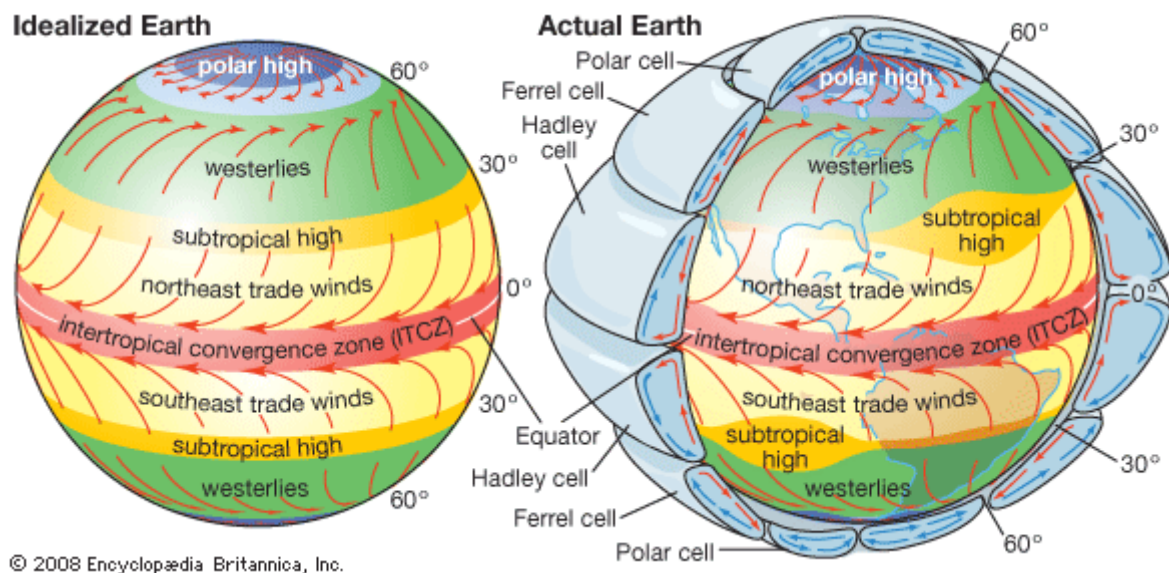 Idealized Earth
polar high
60°
westerlies
30°
subtropical high
northeast trade winds
0°
intertropical convergence zone (ITCZ)
southeast trade winds
30°
subtropical high
westerlies
60°
Actual Earth
Polar cell
Ferrel cell
Hadley
cell
polar high
60°
westerlies
30°
subtropical
high
northeast trade winds
0°
intertropical convergence zone (ITCZ)
southeast trade winds
Equator
subtropical
high
30°
Hadley cell
westerlies
Ferrel cell
60°
Polar cell
© 2008 Encyclopædia Britannica, Inc.